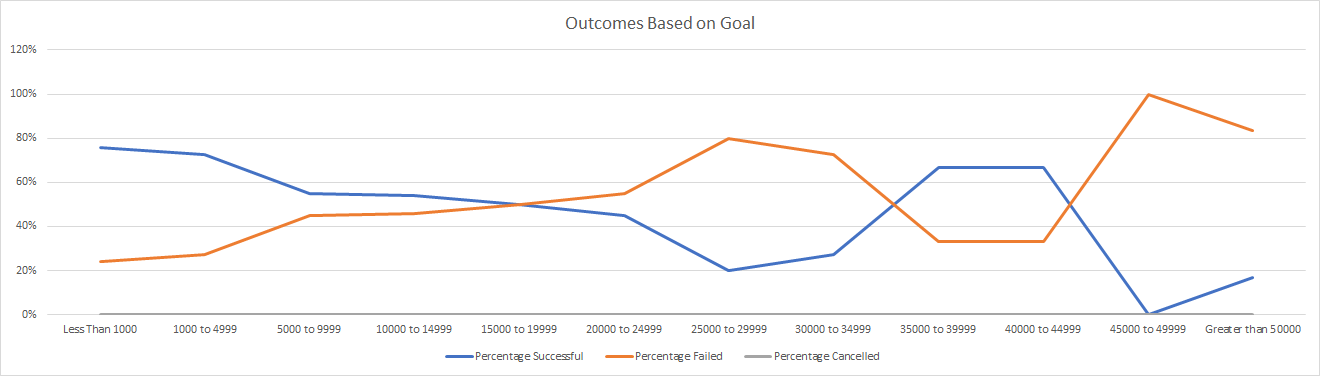 Outcomes Based on Goal
120%
100%
80%
60%
40%
20%
0%
Less Than 1000 1000 to 4999 5000 to 9999 10000 to 14999 15000 to 19999 20000 to 24999 25000 to 29999 30000 to 34999 35000 to 39999 40000 to 44999 45000 to 49999 Greater than 50000
Percentage Successful Percentage Failed Percentage Cancelled